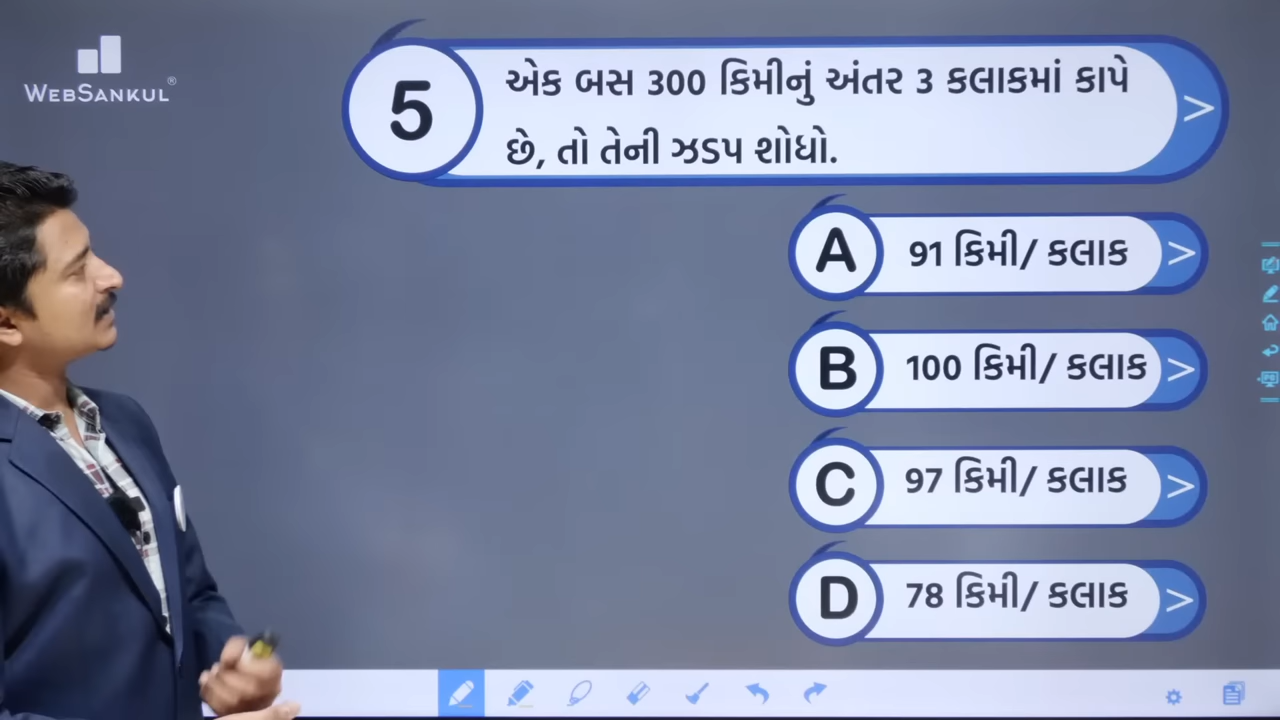 WEBSANKUL®
5
એક બસ 300 કિમીનું અંતર 3 કલાકમાં કાપે
છે, તો તેની ઝડપ શોધો.
>
A
91 કિમી/ કલાક
>
B
100 કિમી/ કલાક
>
C
97 કિમી/ કલાક
>
D
78 કિમી/ કલાક
>